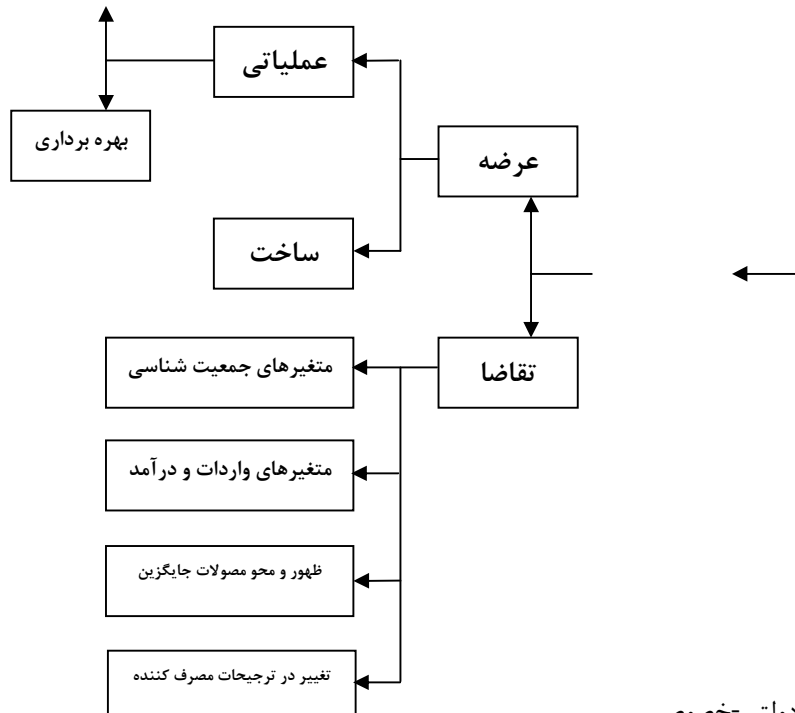 عملیاتی
بهره برداری
عرضه
ساخت
تقاضا
متغیرهای جمعیت شناسی
متغیرهای واردات و درآمد
ظهور و محو مصولات جایگزین
تغییر در ترجیحات مصرف کننده